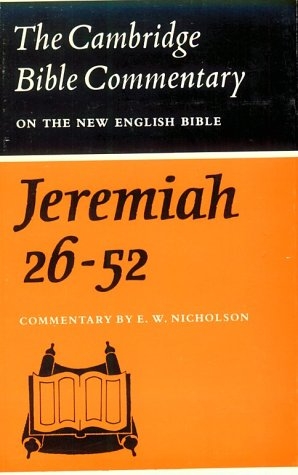 The Cambridge
Bible Commentary
ON THE NEW ENGLISH BIBLE
Jeremiah
26-52
COMMENTARY BY E. W. NICHOLSON